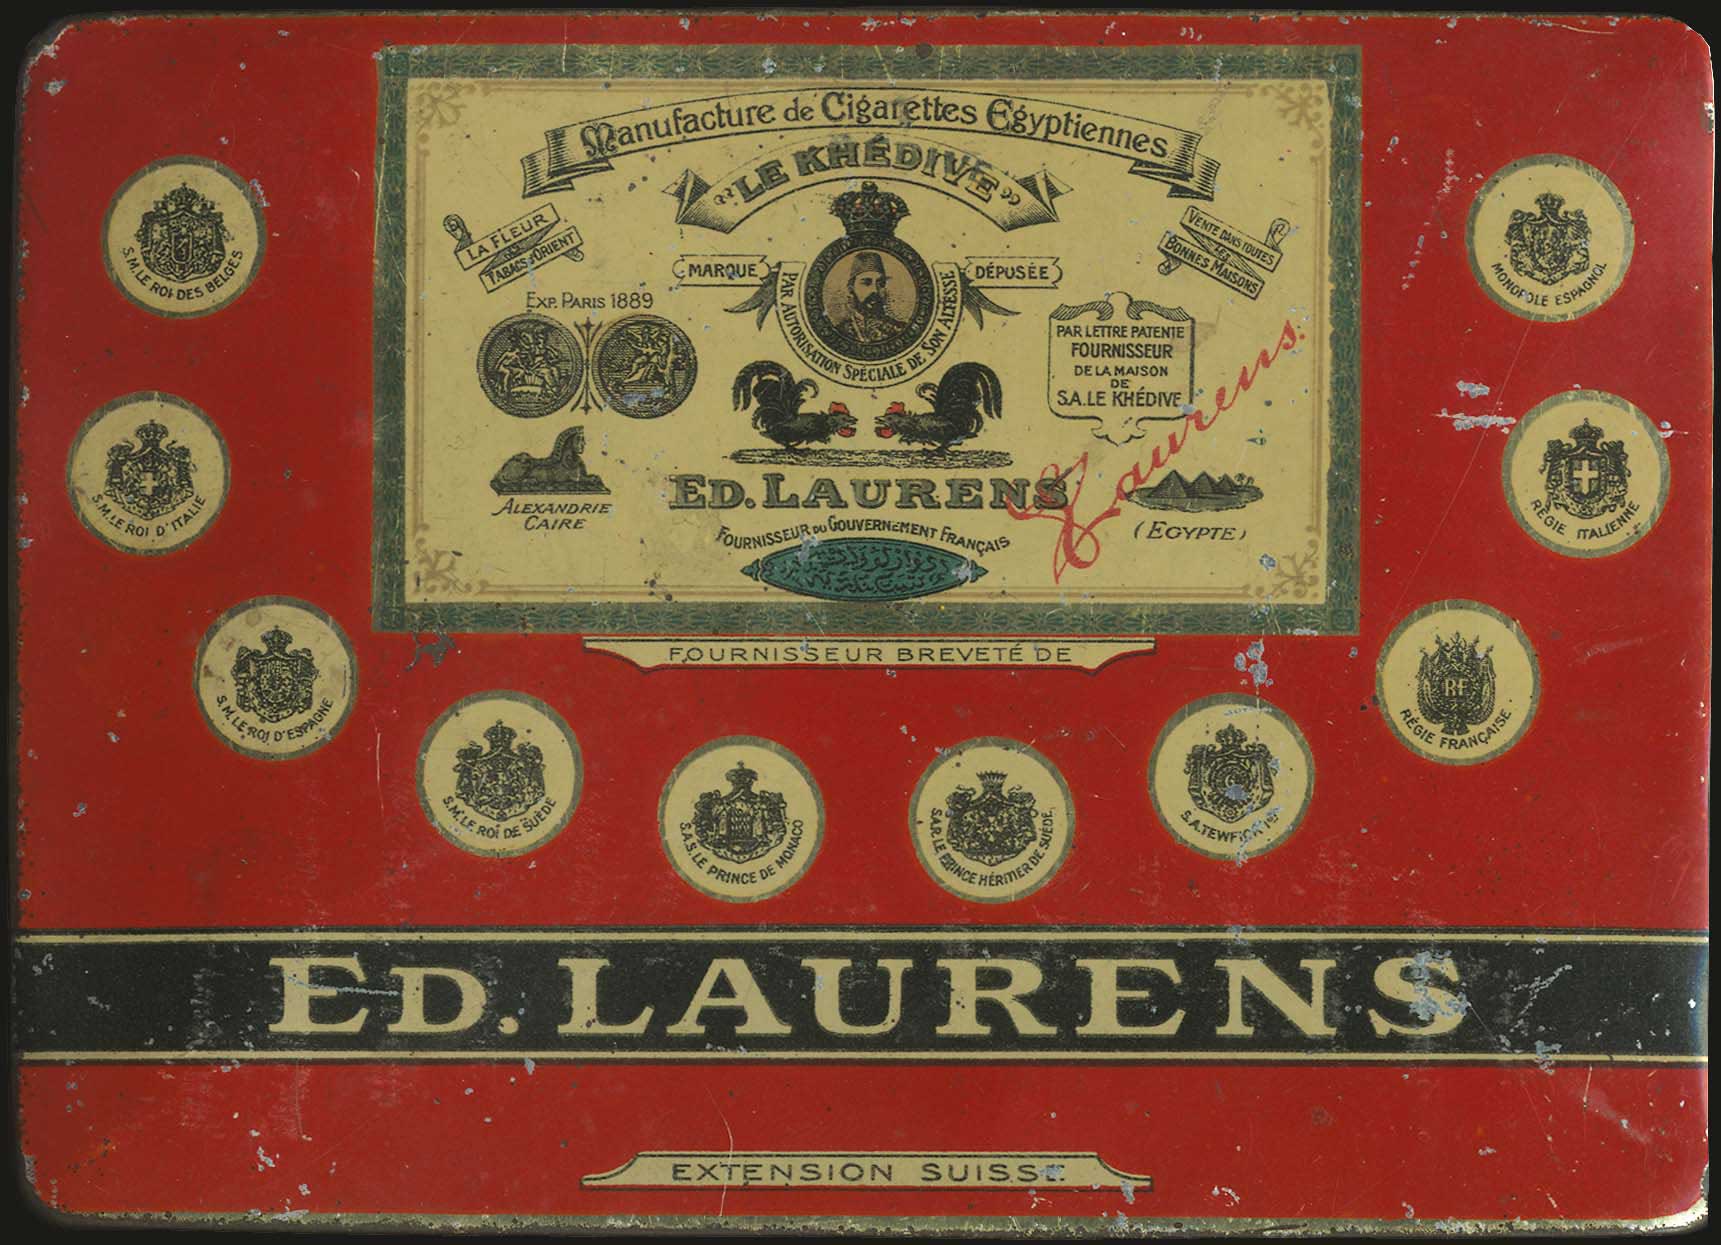 Manufacture de Cigarettes Egyptiennes
"LE KHÉDIVE"
LA FLEUR
TABACS D'ORIENT
VENTE DANS TOUTES
LES
BONNES MAISONS
MARQUE
DÉPOSÉE
PAR AUTORISATION SPÉCIALE DE SON ALTESSE
EXP. PARIS 1889
PAR LETTRE PATENTE
FOURNISSEUR
DE LA MAISON
DE
S.A. LE KHÉDIVE
Laurens.
ED. LAURENS
ALEXANDRIE
CAIRE
(EGYPTE)
FOURNISSEUR DU GOUVERNEMENT FRANÇAIS
FOURNISSEUR BREVETÉ DE
S.M. LE ROI DES BELGES
S.M. LE ROI D'ITALIE
S.M. LE ROI D'ESPAGNE
S.M. LE ROI DE SUÈDE
S.A.S. LE PRINCE DE MONACO
S.A.R. LE PRINCE HÉRITIER DE SUÈDE
S.A. TEWFICK 1er
RF
RÉGIE FRANÇAISE
RÉGIE ITALIENNE
MONOPOLE ESPAGNOL
ED. LAURENS
EXTENSION SUISSE